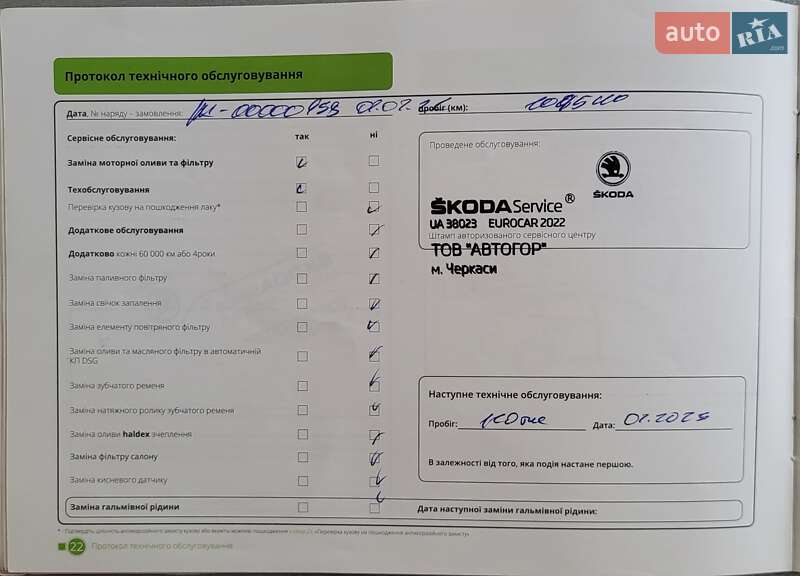 auto RIA .com
Протокол технічного обслуговування
Дата, № наряду – замовлення: пробіг (км):
Сервісне обслуговування: так ні
Проведене обслуговування:
Заміна моторної оливи та фільтру
Техобслуговування
Перевірка кузову на пошкодження лаку*
ŠKODA
ŠKODA Service®
UA 38023 EUROCAR 2022
Штамп авторизованого сервісного центру
ТОВ "АВТОГОР"
м. Черкаси
Додаткове обслуговування
Додатково кожні 60 000 км або 4роки
Заміна паливного фільтру
Заміна свічок запалення
Заміна елементу повітряного фільтру
Заміна оливи та масляного фільтру в автоматичній
КП DSG
Заміна зубчатого ременя
Заміна натяжного ролику зубчатого ременя
Заміна оливи haldex зчеплення
Заміна фільтру салону
Заміна кисневого датчику
Заміна гальмівної рідини
Наступне технічне обслуговування:
Пробіг: Дата: 02.2025
В залежності від того, яка подія настане першою.
Дата наступної заміни гальмівної рідини:
22 Протокол технічного обслуговування